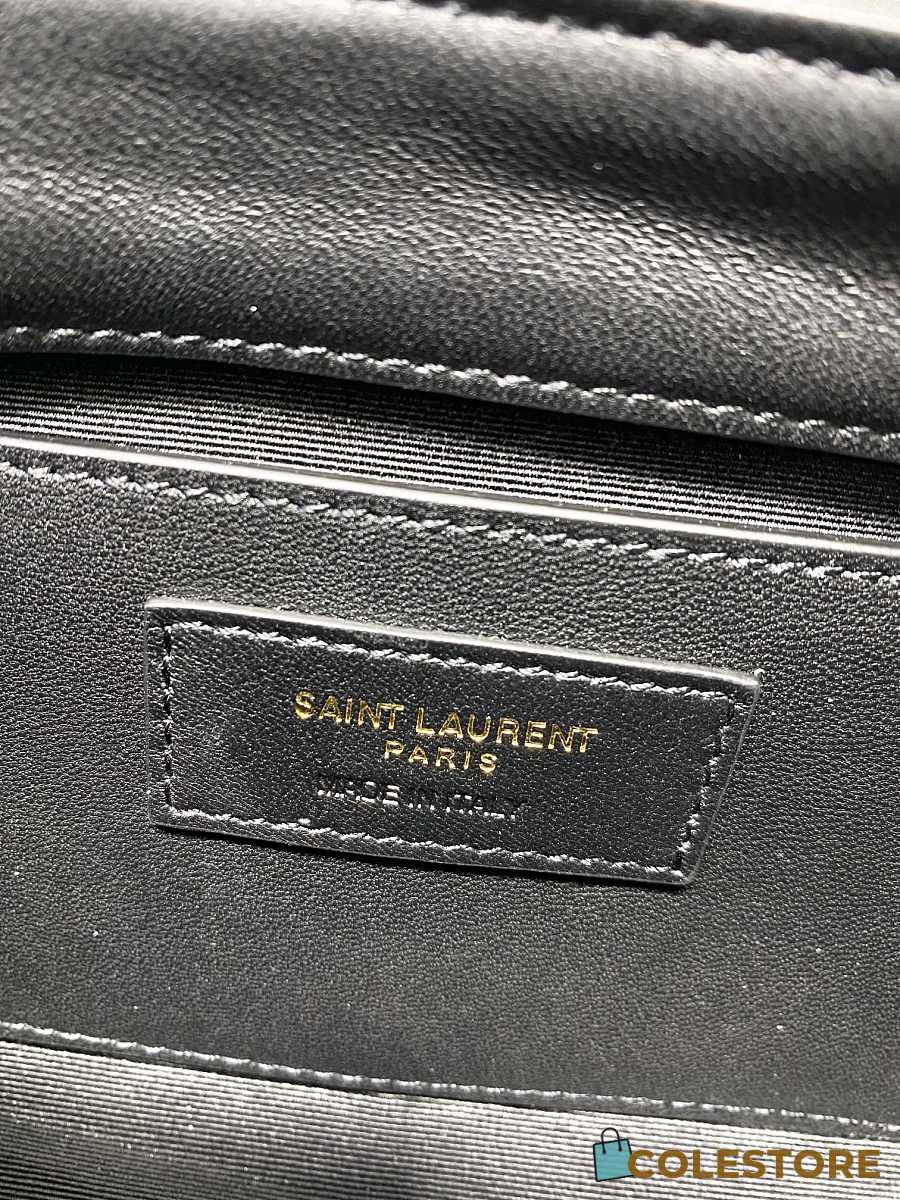 SAINT LAURENT
PARIS
MADE IN ITALY
COLESTORE